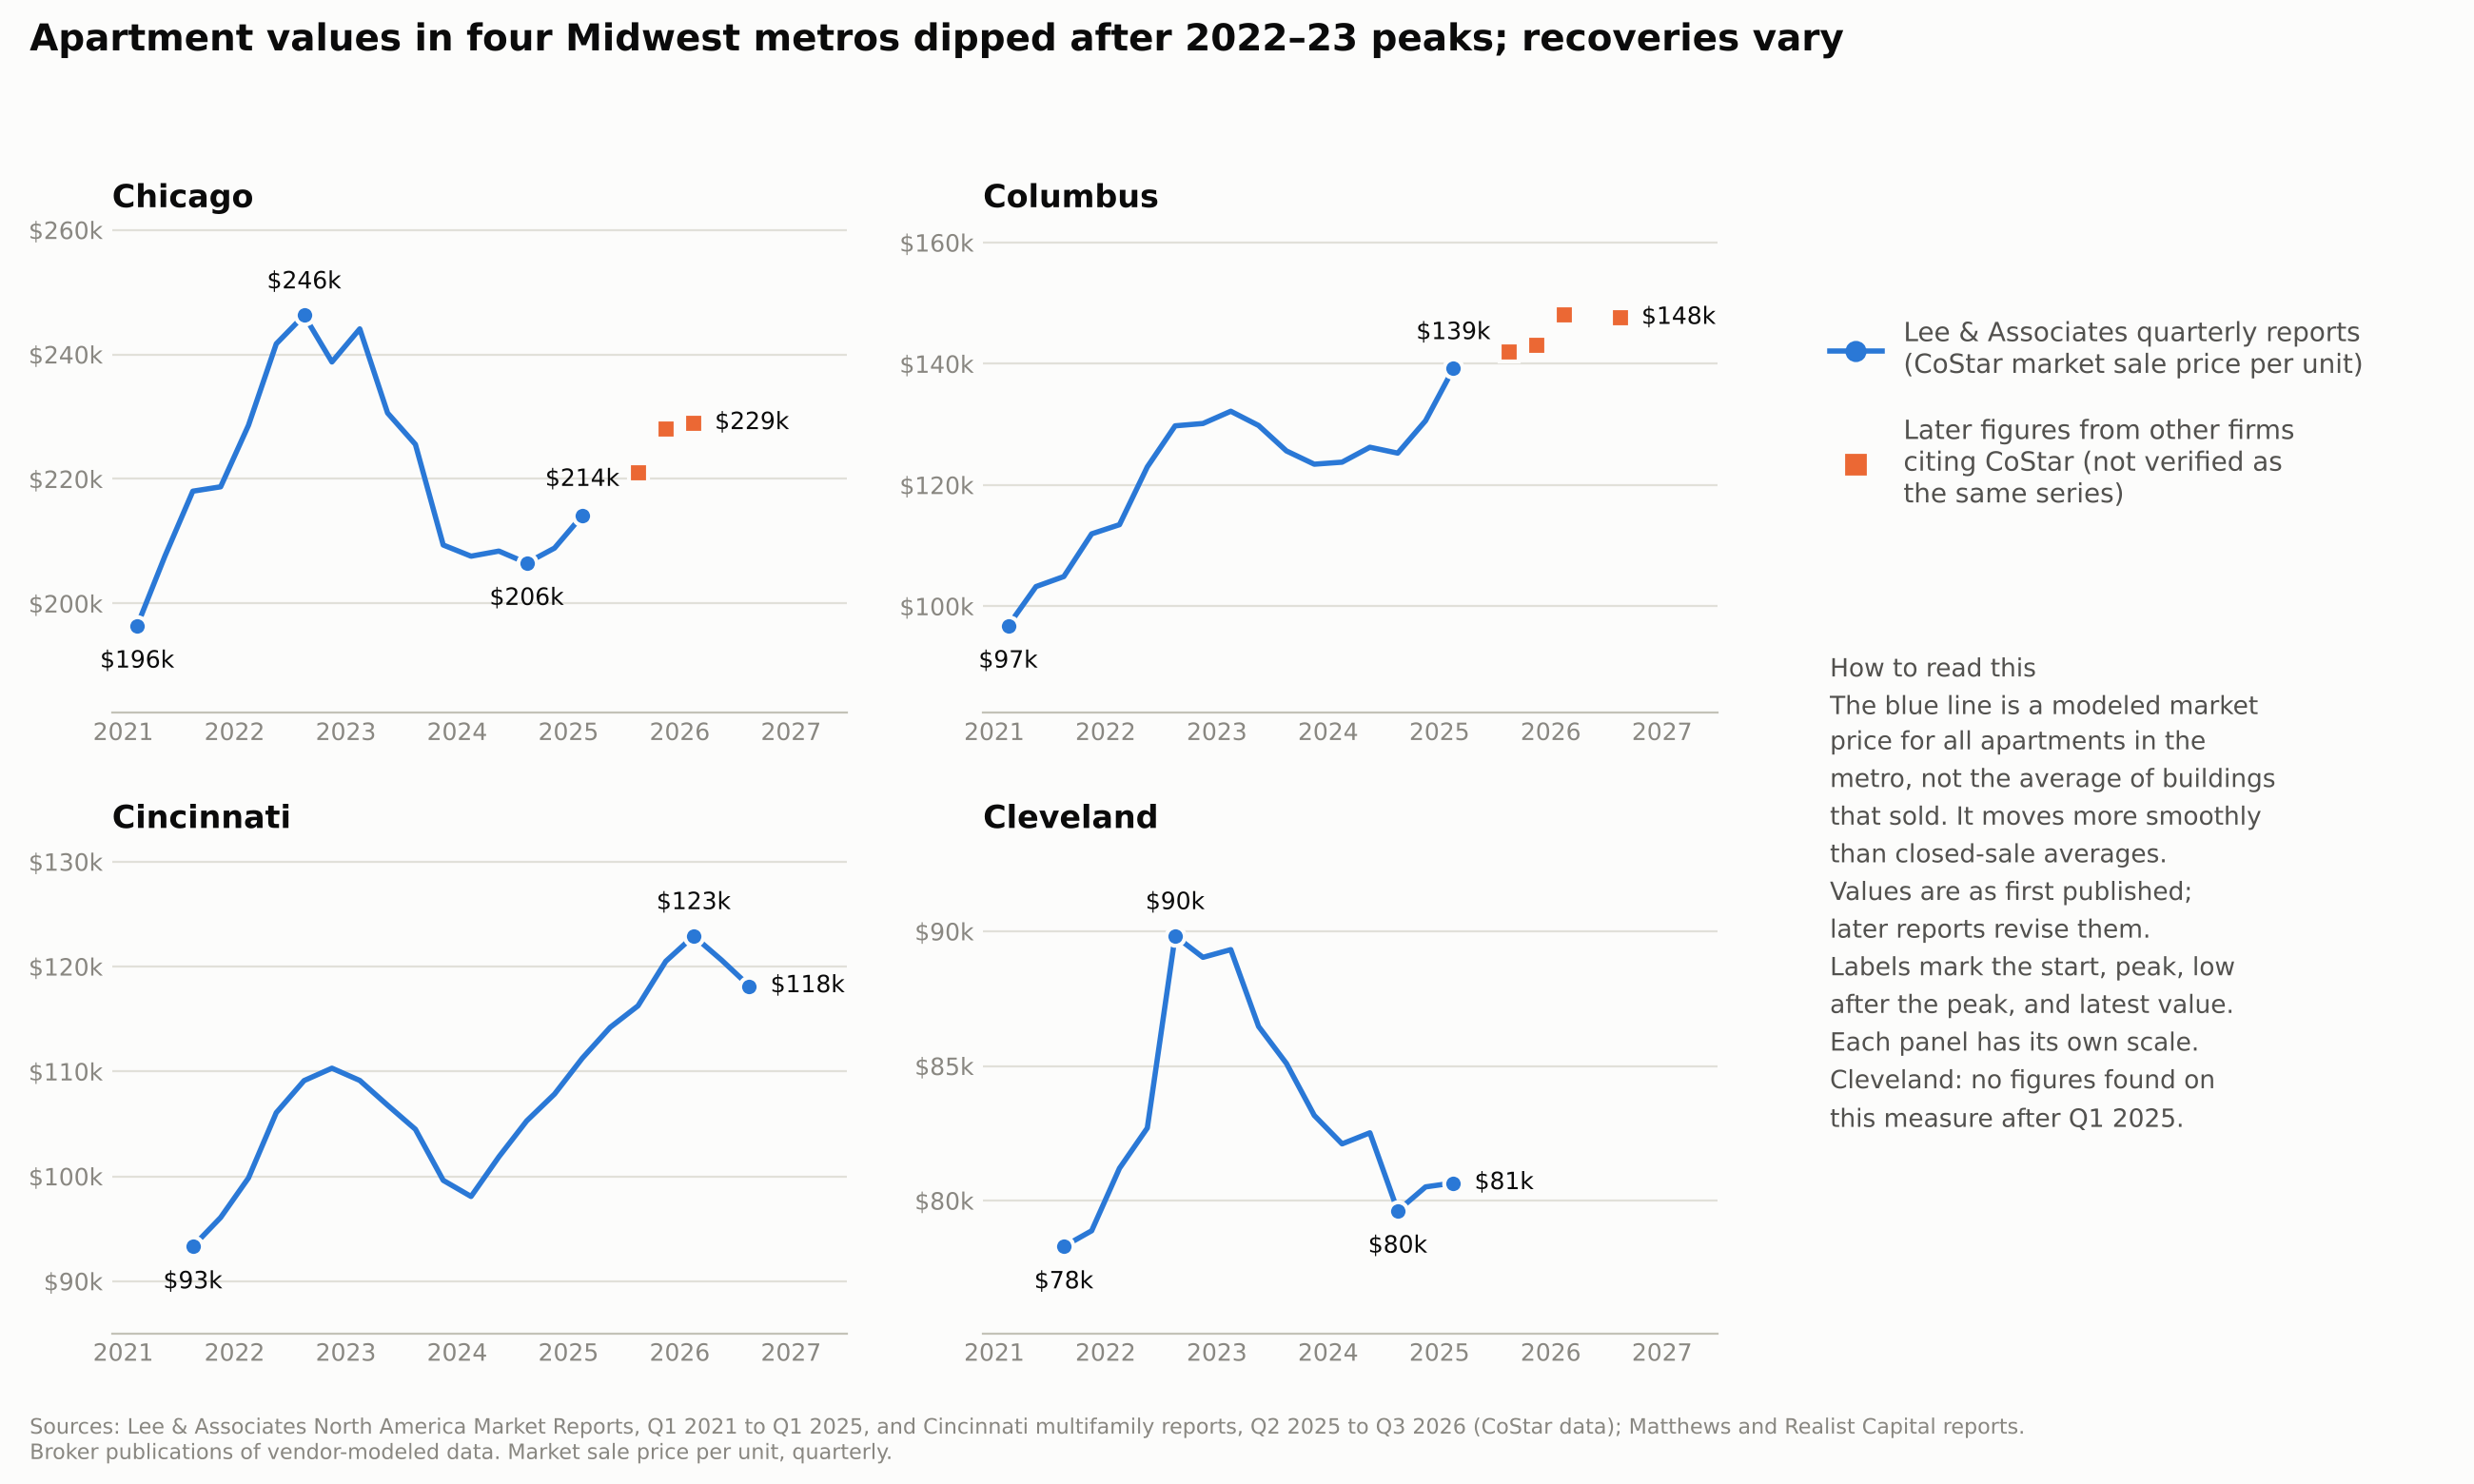 Apartment values in four Midwest metros dipped after 2022–23 peaks; recoveries vary
Chicago
$260k
$240k
$220k
$200k
$246k
$229k
$214k
$206k
$196k
2021 2022 2023 2024 2025 2026 2027
Columbus
$160k
$140k
$120k
$100k
$139k
$148k
$97k
2021 2022 2023 2024 2025 2026 2027
Lee & Associates quarterly reports
(CoStar market sale price per unit)
Later figures from other firms
citing CoStar (not verified as
the same series)
How to read this
The blue line is a modeled market
price for all apartments in the
metro, not the average of buildings
that sold. It moves more smoothly
than closed-sale averages.
Values are as first published;
later reports revise them.
Labels mark the start, peak, low
after the peak, and latest value.
Each panel has its own scale.
Cleveland: no figures found on
this measure after Q1 2025.
Cincinnati
$130k
$120k
$110k
$100k
$90k
$123k
$118k
$93k
2021 2022 2023 2024 2025 2026 2027
Cleveland
$90k
$85k
$80k
$90k
$81k
$80k
$78k
2021 2022 2023 2024 2025 2026 2027
Sources: Lee & Associates North America Market Reports, Q1 2021 to Q1 2025, and Cincinnati multifamily reports, Q2 2025 to Q3 2026 (CoStar data); Matthews and Realist Capital reports.
Broker publications of vendor-modeled data. Market sale price per unit, quarterly.